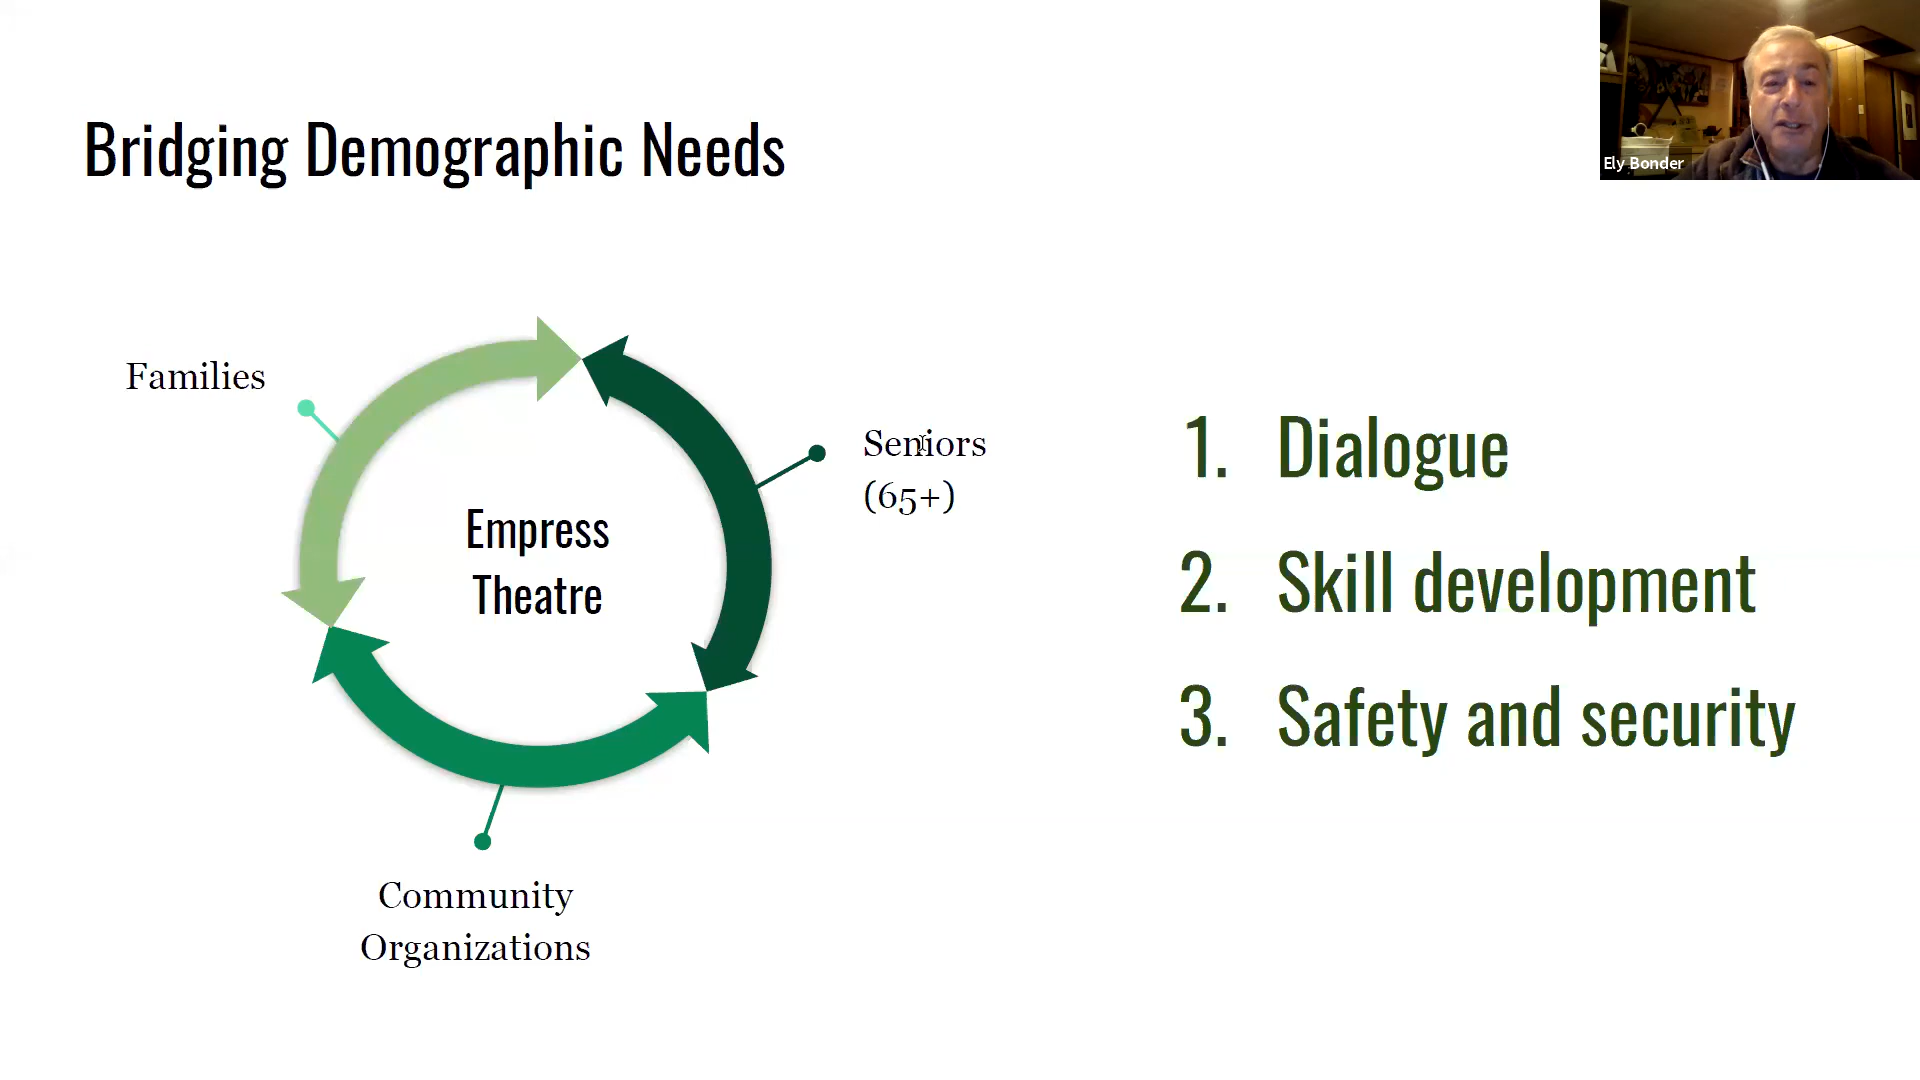 Bridging Demographic Needs
Ely Bonder
Families
Seniors
(65+)
Empress
Theatre
Community
Organizations
1. Dialogue
2. Skill development
3. Safety and security